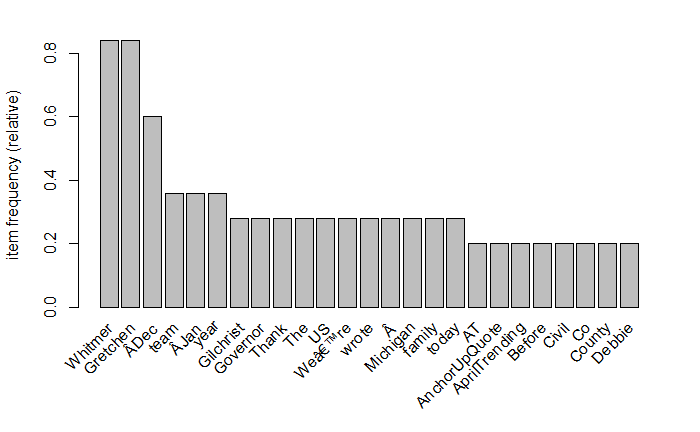 item frequency (relative)
0.8
0.6
0.4
0.2
0.0
Whitmer
Gretchen
ÂDec
team
ÂJan
year
Gilchrist
Governor
Thank
The
US
Weâ€™re
wrote
Â
Michigan
family
today
AT
AnchorUpQuote
AprilTrending
Before
Civil
Co
County
Debbie